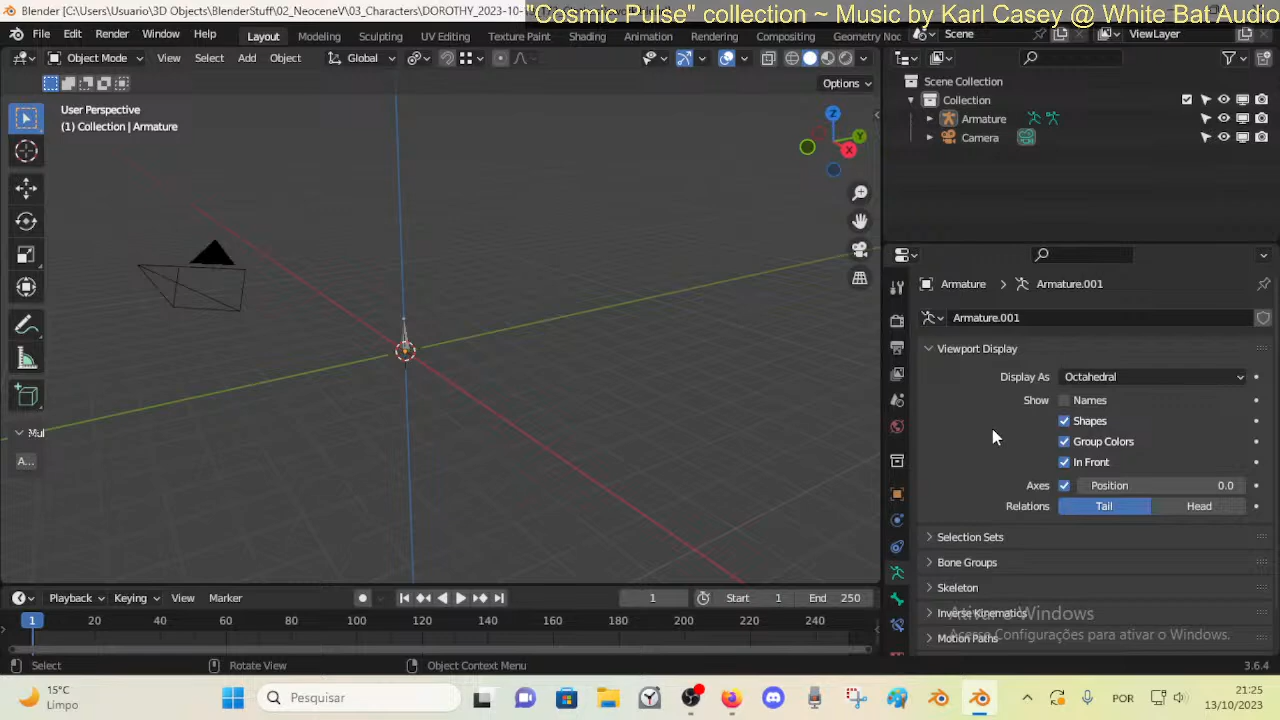 Blender [C:\Users\Usuario\3D Objects\BlenderStuff\02_NeoceneV\03_Characters\DOROTHY_2023-10-
"Cosmic Pulse" collection ~ Music by Karl Casey @ White Bat Audio
File Edit Render Window Help Layout Modeling Sculpting UV Editing Texture Paint Shading Animation Rendering Compositing Geometry Noc Scene ViewLayer
Object Mode View Select Add Object Global
Options
User Perspective
(1) Collection | Armature
Z
Y
X
Mul
A...
Scene Collection
Collection
Armature
Camera
Armature > Armature.001
Armature.001
Viewport Display
Display As Octahedral
Show Names
Shapes
Group Colors
In Front
Axes Position 0.0
Relations Tail Head
Selection Sets
Bone Groups
Skeleton
Inverse Kinematics
Motion Paths
Ativar o Windows
Acesse Configurações para ativar o Windows.
Playback Keying View Marker 1 Start 1 End 250
1 20 40 60 80 100 120 140 160 180 200 220 240
Select Rotate View Object Context Menu 3.6.4
15°C
Limpo
Pesquisar
POR
21:25
13/10/2023